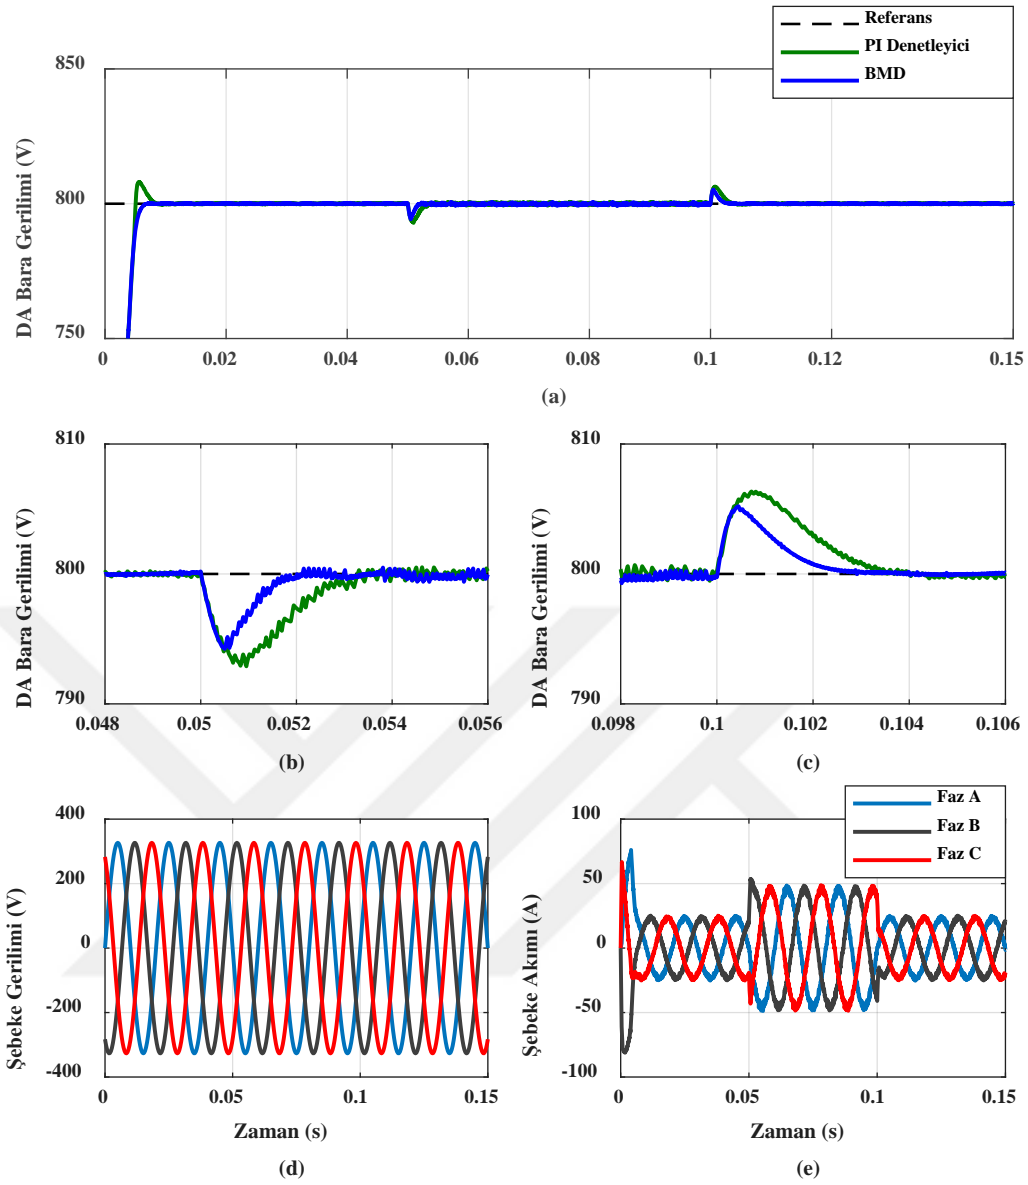 Referans
PI Denetleyici
BMD
850
800
750
DA Bara Gerilimi (V)
0 0.02 0.04 0.06 0.08 0.1 0.12 0.15
(a)
810
800
790
DA Bara Gerilimi (V)
0.048 0.05 0.052 0.054 0.056
(b)
810
800
790
DA Bara Gerilimi (V)
0.098 0.1 0.102 0.104 0.106
(c)
400
200
0
-200
-400
Şebeke Gerilimi (V)
0 0.05 0.1 0.15
Zaman (s)
(d)
Faz A
Faz B
Faz C
100
50
0
-50
-100
Şebeke Akımı (A)
0 0.05 0.1 0.15
Zaman (s)
(e)